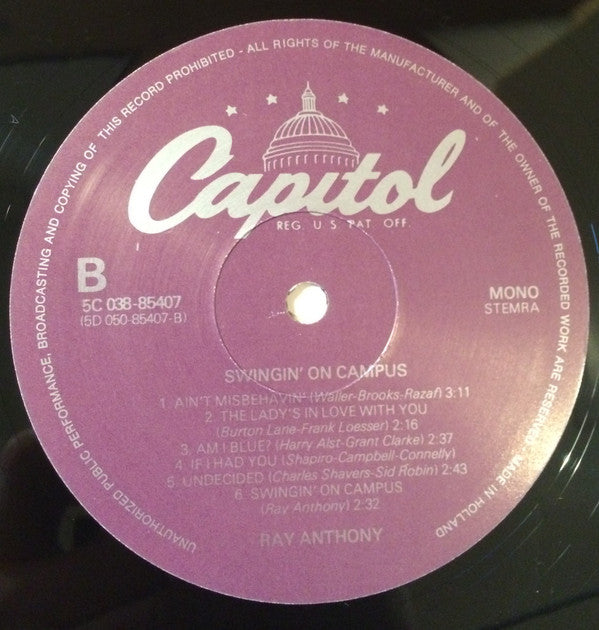 UNAUTHORIZED PUBLIC PERFORMANCE, BROADCASTING AND COPYING OF THIS RECORD PROHIBITED - ALL RIGHTS OF THE MANUFACTURER AND OF THE OWNER OF THE RECORDED WORK ARE RESERVED - MADE IN HOLLAND
Capitol
REG. U.S. PAT. OFF.
B
5C 038-85407
(5D 050-85407-B)
MONO
STEMRA
SWINGIN' ON CAMPUS
1. AIN'T MISBEHAVIN' (Waller-Brooks-Razaf) 3:11
2. THE LADY'S IN LOVE WITH YOU
(Burton Lane-Frank Loesser) 2:16
3. AM I BLUE? (Harry Alst-Grant Clarke) 2:37
4. IF I HAD YOU (Shapiro-Campbell-Connelly)
5. UNDECIDED (Charles Shavers-Sid Robin) 2:43
6. SWINGIN' ON CAMPUS
(Ray Anthony) 2:32
RAY ANTHONY